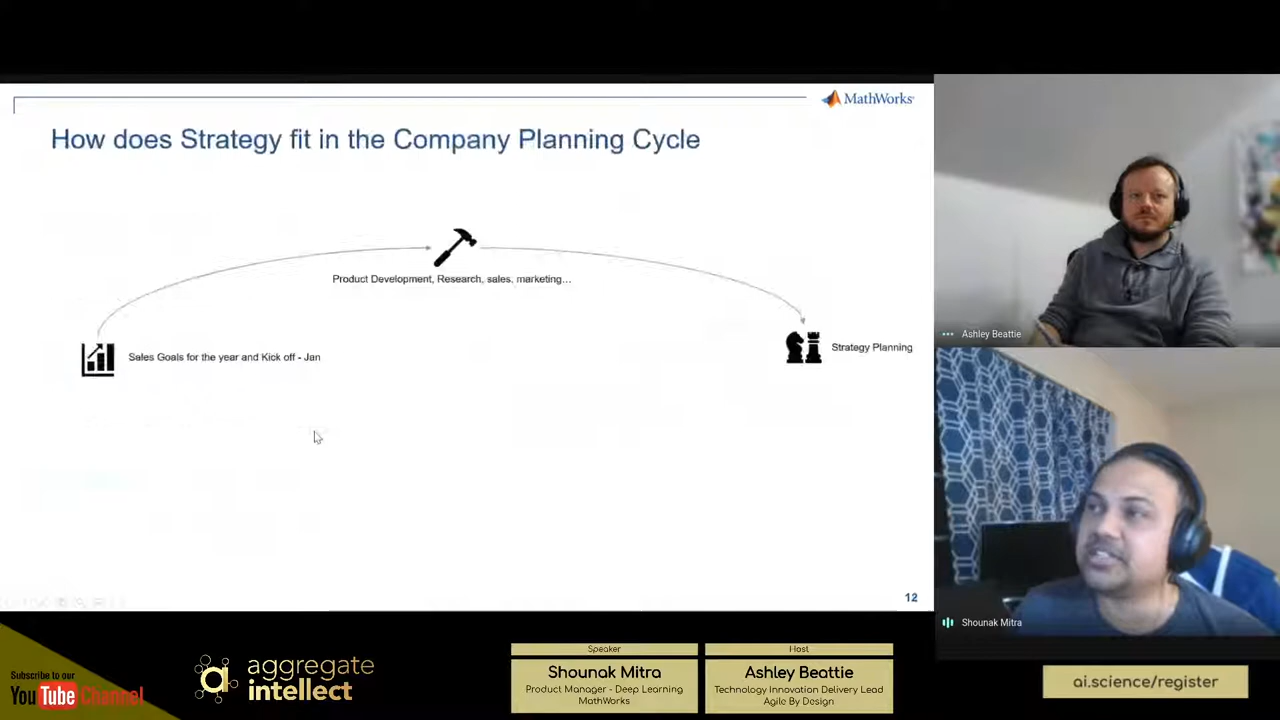 MathWorks®
How does Strategy fit in the Company Planning Cycle
Product Development, Research, sales, marketing...
Sales Goals for the year and Kick off - Jan
Strategy Planning
12
Ashley Beattie
Shounak Mitra
Subscribe to our
YouTube Channel
aggregate
intellect
Speaker
Shounak Mitra
Product Manager - Deep Learning
MathWorks
Host
Ashley Beattie
Technology Innovation Delivery Lead
Agile By Design
ai.science/register